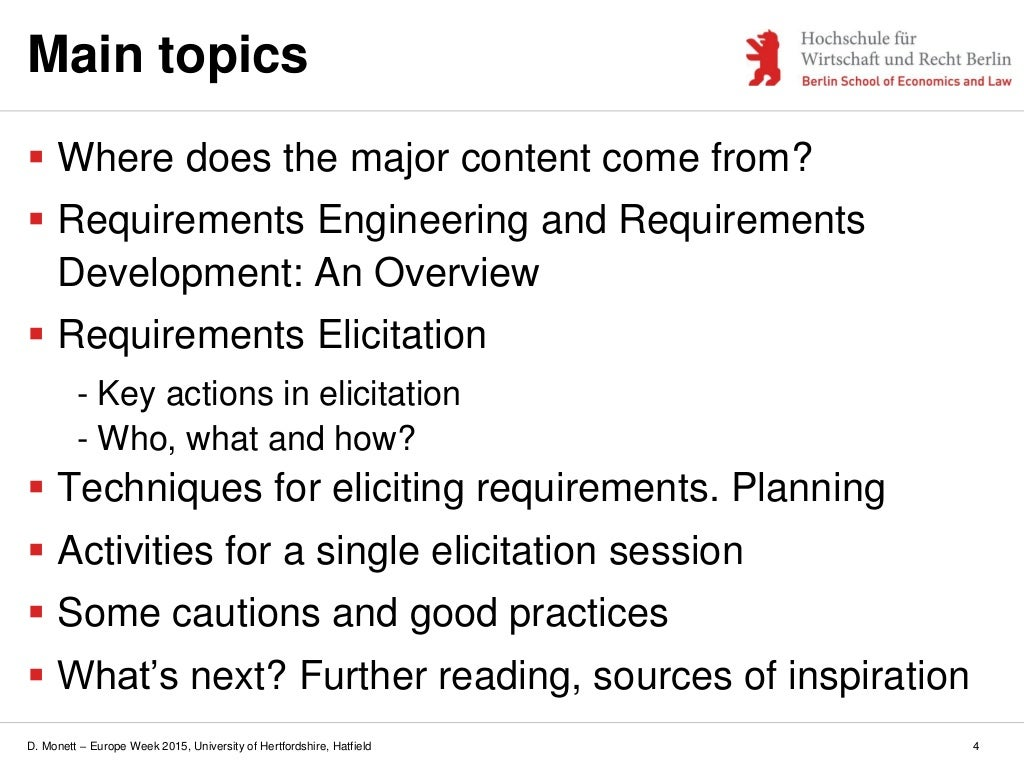 Main topics
Hochschule für
Wirtschaft und Recht Berlin
Berlin School of Economics and Law
▪ Where does the major content come from?
▪ Requirements Engineering and Requirements
Development: An Overview
▪ Requirements Elicitation
- Key actions in elicitation
- Who, what and how?
▪ Techniques for eliciting requirements. Planning
▪ Activities for a single elicitation session
▪ Some cautions and good practices
▪ What’s next? Further reading, sources of inspiration
D. Monett – Europe Week 2015, University of Hertfordshire, Hatfield
4